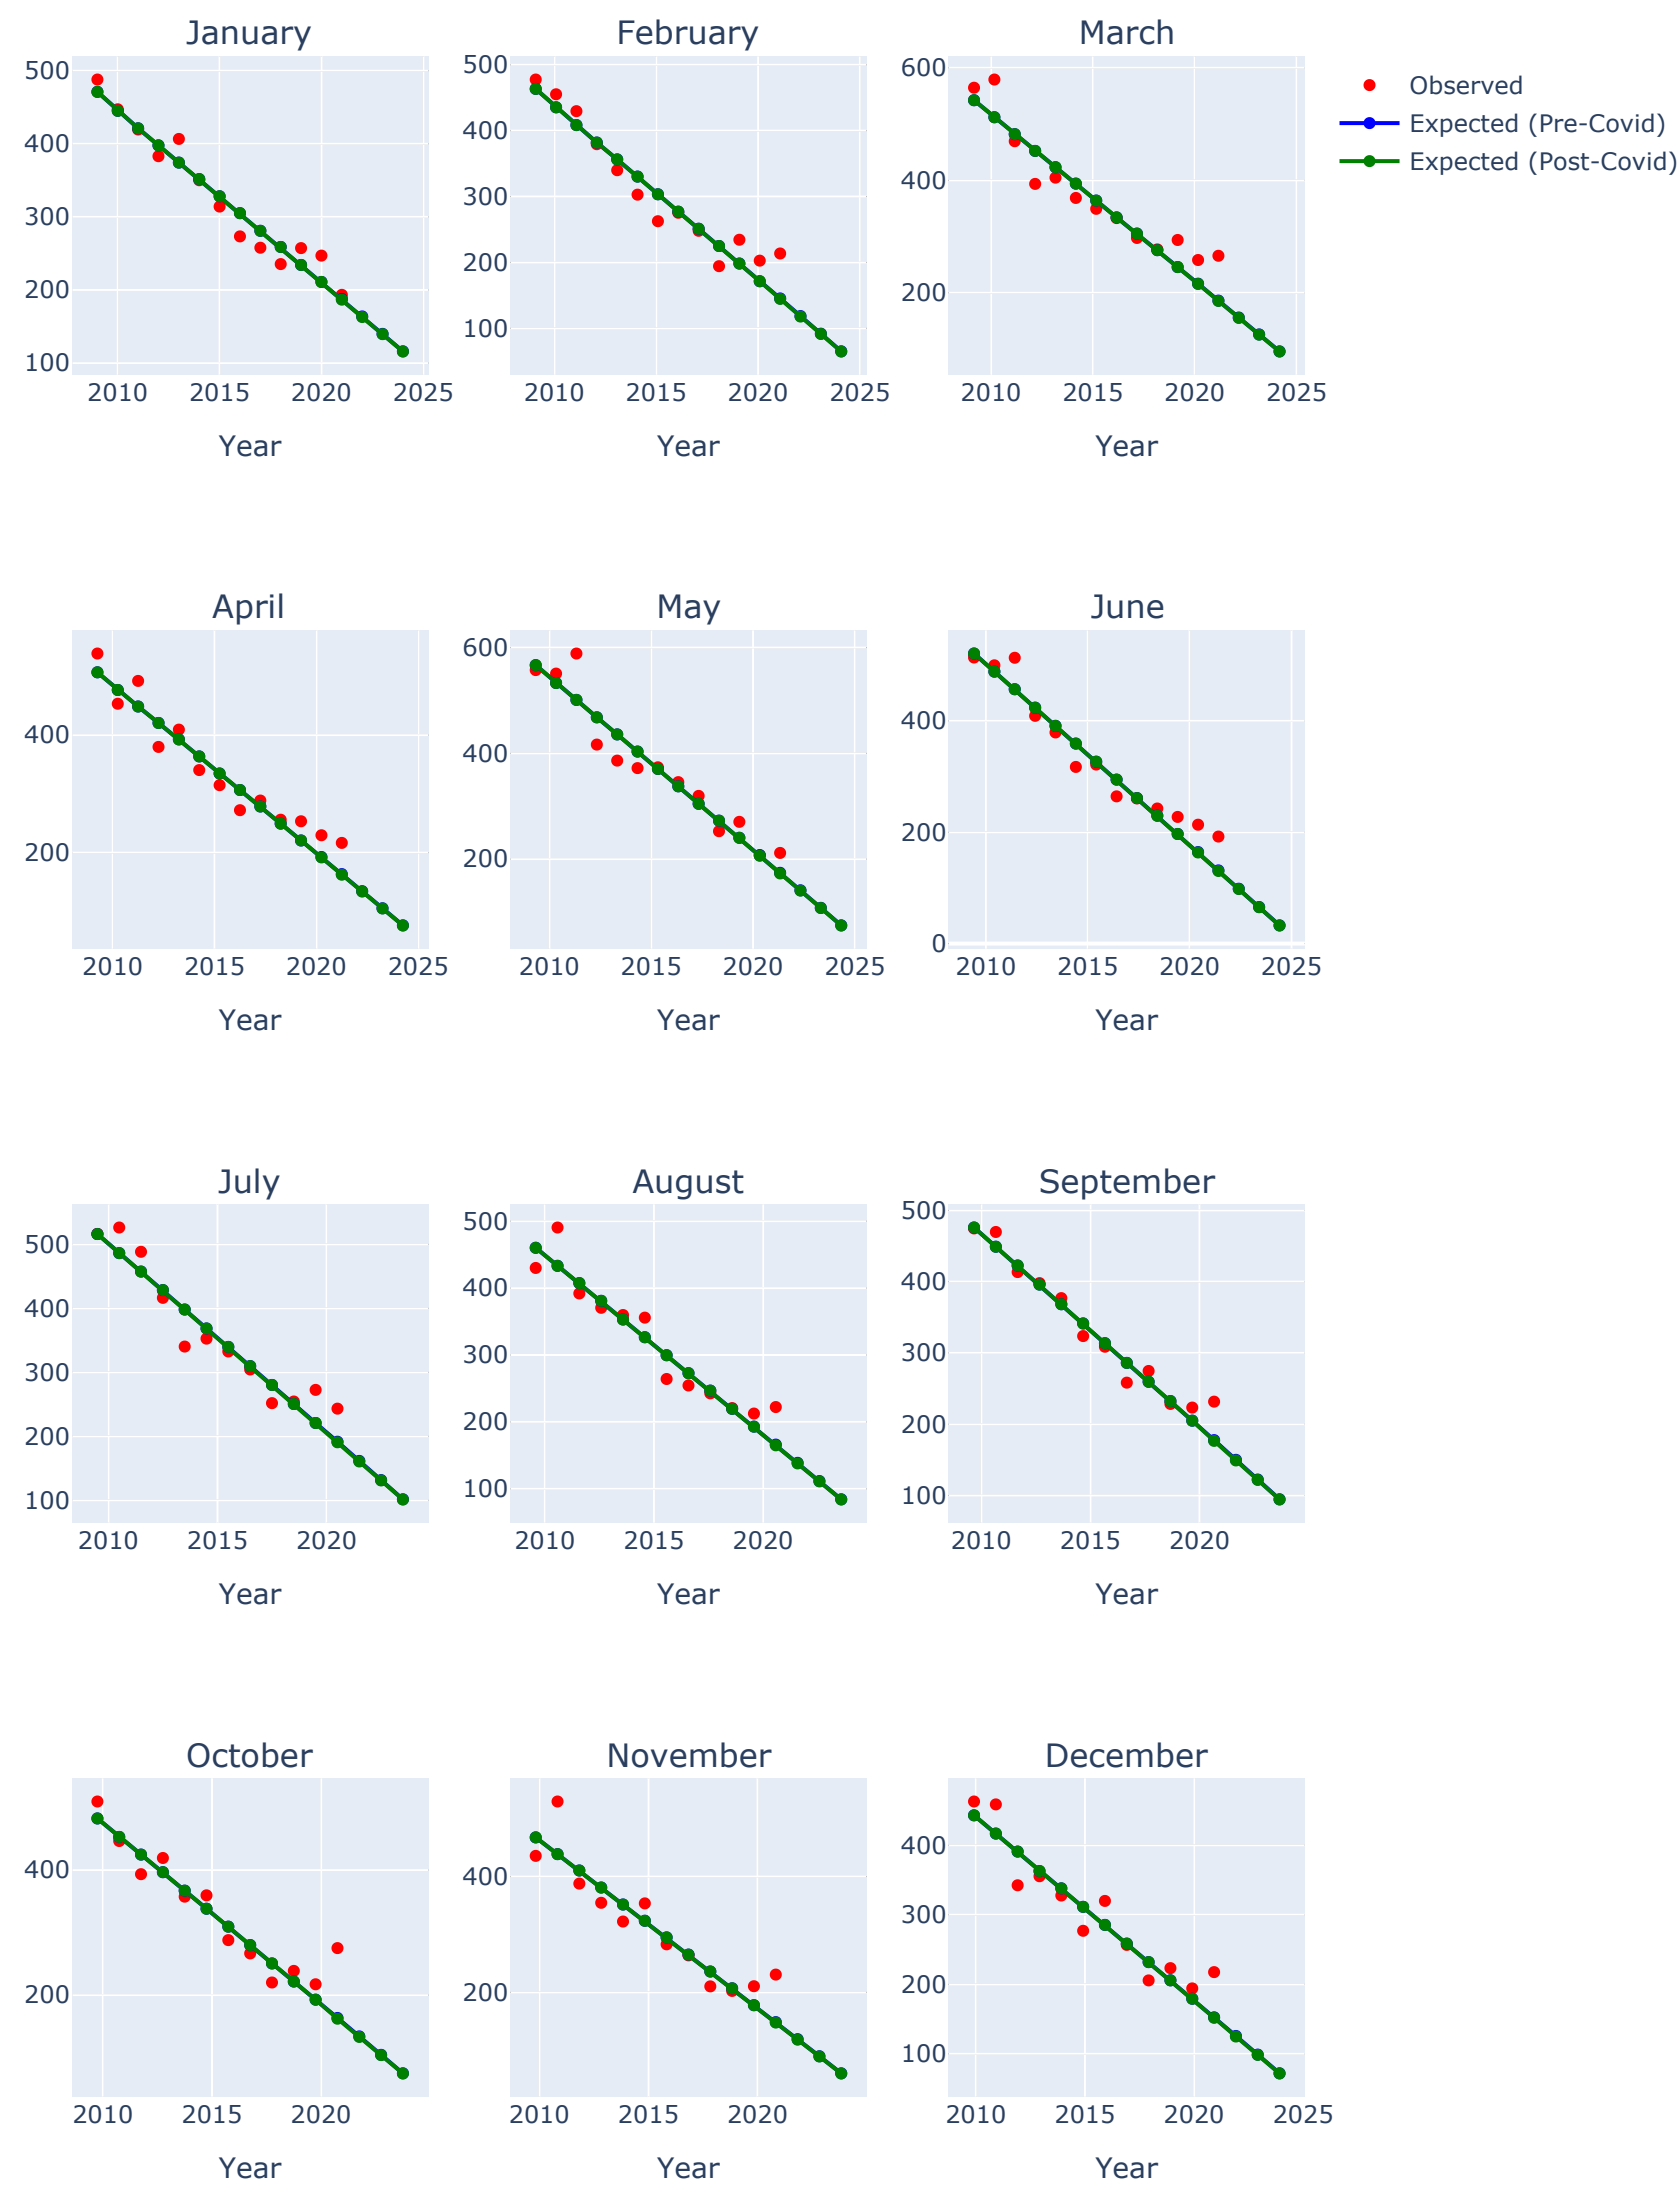 January February March
500
400
300
200
100
2010 2015 2020 2025
Year
500
400
300
200
100
2010 2015 2020 2025
Year
600
400
200
2010 2015 2020 2025
Year
Observed
Expected (Pre-Covid)
Expected (Post-Covid)
April May June
400
200
2010 2015 2020 2025
Year
600
400
200
2010 2015 2020 2025
Year
400
200
0
2010 2015 2020 2025
Year
July August September
500
400
300
200
100
2010 2015 2020
Year
500
400
300
200
100
2010 2015 2020
Year
500
400
300
200
100
2010 2015 2020
Year
October November December
400
200
2010 2015 2020
Year
400
200
2010 2015 2020
Year
400
300
200
100
2010 2015 2020 2025
Year